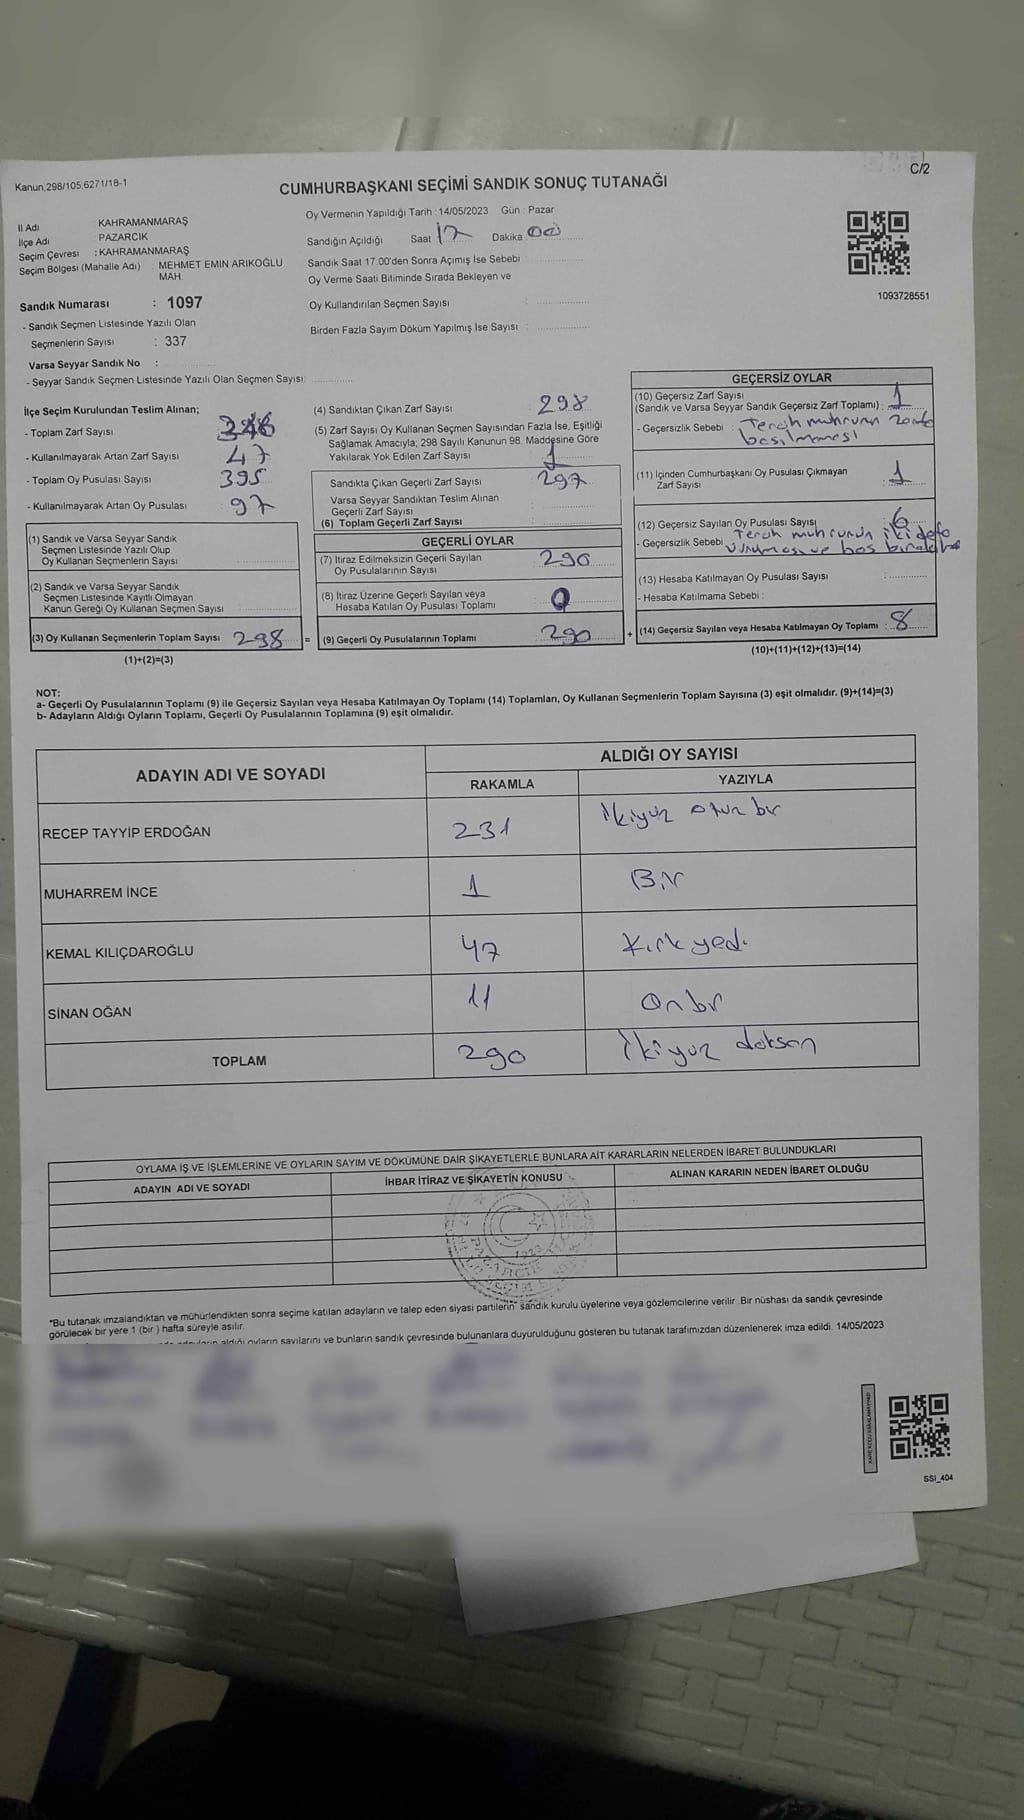 Kanun,298/105,6271/18-1
C/2
CUMHURBAŞKANI SEÇİMİ SANDIK SONUÇ TUTANAĞI
İl Adı : KAHRAMANMARAŞ
İlçe Adı : PAZARCIK
Seçim Çevresi : KAHRAMANMARAŞ
Seçim Bölgesi (Mahalle Adı) : MEHMET EMİN ARIKOĞLU
MAH.
Sandık Numarası : 1097
- Sandık Seçmen Listesinde Yazılı Olan
Seçmenlerin Sayısı : 337
Varsa Seyyar Sandık No :
- Seyyar Sandık Seçmen Listesinde Yazılı Olan Seçmen Sayısı:
Oy Vermenin Yapıldığı Tarih : 14/05/2023 Gün : Pazar
Sandığın Açıldığı Saat 17 Dakika 00
Sandık Saat 17:00'den Sonra Açımış İse Sebebi :
Oy Verme Saati Bitiminde Sırada Bekleyen ve
Oy Kullandırılan Seçmen Sayısı :
Birden Fazla Sayım Döküm Yapılmış İse Sayısı :
1093728551
İlçe Seçim Kurulundan Teslim Alınan;
- Toplam Zarf Sayısı
- Kullanılmayarak Artan Zarf Sayısı 47
- Toplam Oy Pusulası Sayısı 395
- Kullanılmayarak Artan Oy Pusulası 97
(1) Sandık ve Varsa Seyyar Sandık
Seçmen Listesinde Yazılı Olup
Oy Kullanan Seçmenlerin Sayısı :
(2) Sandık ve Varsa Seyyar Sandık
Seçmen Listesinde Kayıtlı Olmayan
Kanun Gereği Oy Kullanan Seçmen Sayısı :
(3) Oy Kullanan Seçmenlerin Toplam Sayısı 298 =
(1)+(2)=(3)
(4) Sandıktan Çıkan Zarf Sayısı 298
(5) Zarf Sayısı Oy Kullanan Seçmen Sayısından Fazla İse, Eşitliği
Sağlamak Amacıyla; 298 Sayılı Kanunun 98. Maddesine Göre
Yakılarak Yok Edilen Zarf Sayısı 1
Sandıkta Çıkan Geçerli Zarf Sayısı 297
Varsa Seyyar Sandıktan Teslim Alınan
Geçerli Zarf Sayısı :
(6) Toplam Geçerli Zarf Sayısı :
GEÇERLİ OYLAR
(7) İtiraz Edilmeksizin Geçerli Sayılan
Oy Pusulalarının Sayısı 290
(8) İtiraz Üzerine Geçerli Sayılan veya
Hesaba Katılan Oy Pusulası Toplamı 0
(9) Geçerli Oy Pusulalarının Toplamı 290 +
GEÇERSİZ OYLAR
(10) Geçersiz Zarf Sayısı
(Sandık ve Varsa Seyyar Sandık Geçersiz Zarf Toplamı) : 1
- Geçersizlik Sebebi : Tercih mührünün zarfa
basılmaması
(11) İçinden Cumhurbaşkanı Oy Pusulası Çıkmayan
Zarf Sayısı 1
(12) Geçersiz Sayılan Oy Pusulası Sayısı 6
- Geçersizlik Sebebi : Tercih mührünün iki defa
vurulması ve boş
(13) Hesaba Katılmayan Oy Pusulası Sayısı :
- Hesaba Katılmama Sebebi :
(14) Geçersiz Sayılan veya Hesaba Katılmayan Oy Toplamı : 8
(10)+(11)+(12)+(13)=(14)
NOT:
a- Geçerli Oy Pusulalarının Toplamı (9) ile Geçersiz Sayılan veya Hesaba Katılmayan Oy Toplamı (14) Toplamları, Oy Kullanan Seçmenlerin Toplam Sayısına (3) eşit olmalıdır. (9)+(14)=(3)
b- Adayların Aldığı Oyların Toplamı, Geçerli Oy Pusulalarının Toplamına (9) eşit olmalıdır.
ADAYIN ADI VE SOYADI
ALDIĞI OY SAYISI
RAKAMLA YAZIYLA
RECEP TAYYİP ERDOĞAN 231 İkiyüz otuz bir
MUHARREM İNCE 1 Bir
KEMAL KILIÇDAROĞLU 47 Kırk yedi
SİNAN OĞAN 11 On bir
TOPLAM 290 İkiyüz doksan
OYLAMA İŞ VE İŞLEMLERİNE VE OYLARIN SAYIM VE DÖKÜMÜNE DAİR ŞİKAYETLERLE BUNLARA AİT KARARLARIN NELERDEN İBARET BULUNDUKLARI
ADAYIN ADI VE SOYADI İHBAR İTİRAZ VE ŞİKAYETİN KONUSU ALINAN KARARIN NEDEN İBARET OLDUĞU
1923
PAZARCIK
*Bu tutanak imzalandıktan ve mühürlendikten sonra seçime katılan adayların ve talep eden siyasi partilerin sandık kurulu üyelerine veya gözlemcilerine verilir. Bir nüshası da sandık çevresinde
görülecek bir yere 1 (bir ) hafta süreyle asılır.
aldığı oyların sayılarını ve bunların sandık çevresinde bulunanlara duyurulduğunu gösteren bu tutanak tarafımızdan düzenlenerek imza edildi. 14/05/2023
SSI_404